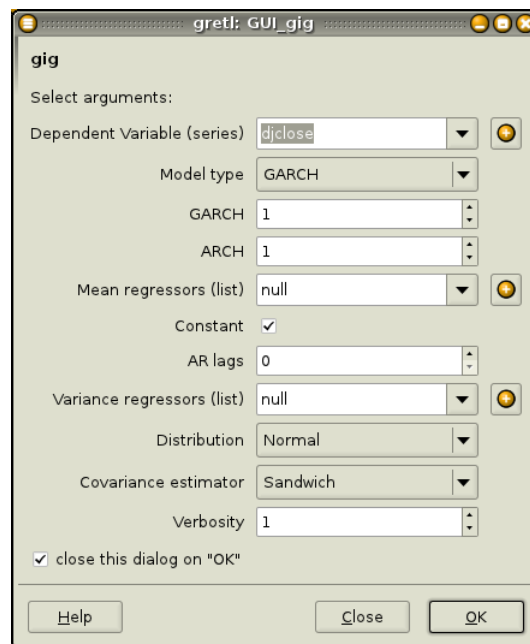 gretl: GUI_gig
gig
Select arguments:
Dependent Variable (series) djclose
Model type GARCH
GARCH 1
ARCH 1
Mean regressors (list) null
Constant
AR lags 0
Variance regressors (list) null
Distribution Normal
Covariance estimator Sandwich
Verbosity 1
close this dialog on "OK"
Help Close OK